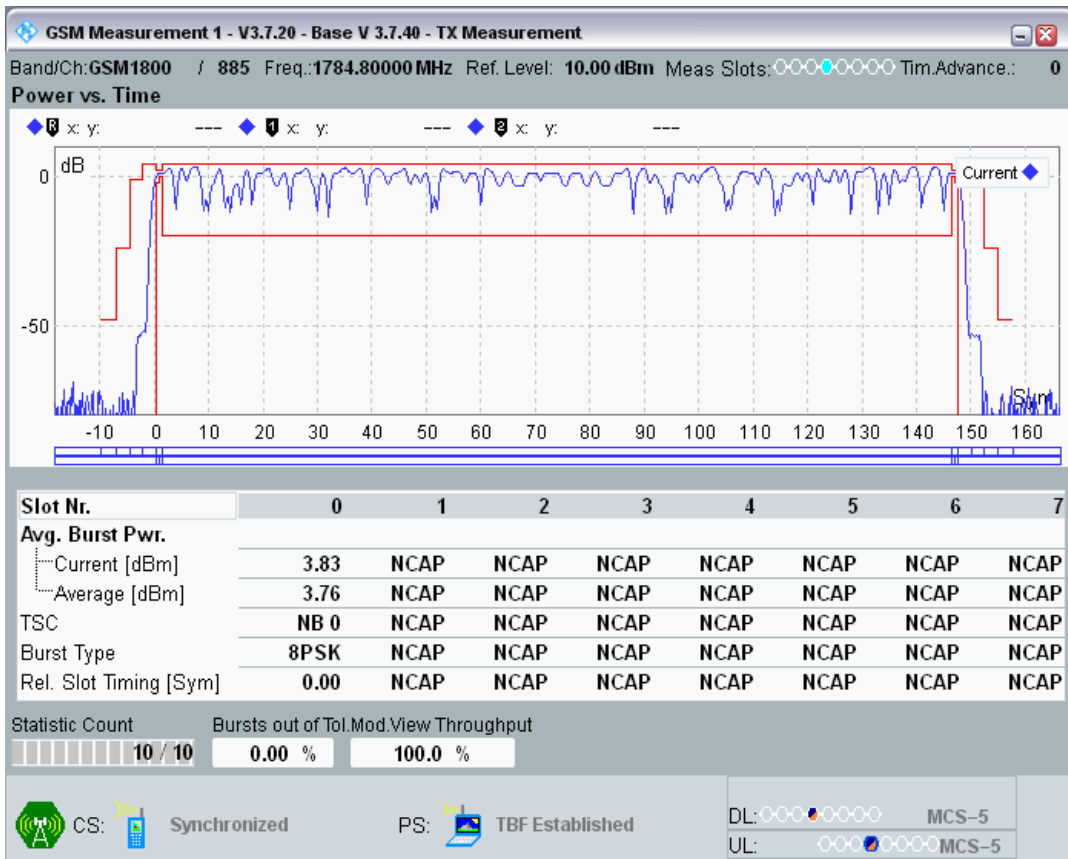 GSM Measurement 1 - V3.7.20 - Base V 3.7.40 - TX Measurement
Band/Ch:GSM1800 / 885 Freq.:1784.80000 MHz Ref. Level: 10.00 dBm Meas Slots: Tim.Advance.: 0
Power vs. Time
R x: y: --- 1 x: y: --- 2 x: y: ---
dB
0
Current
-50
Sym
-10 0 10 20 30 40 50 60 70 80 90 100 110 120 130 140 150 160
Slot Nr. 0 1 2 3 4 5 6 7
Avg. Burst Pwr.
Current [dBm] 3.83 NCAP NCAP NCAP NCAP NCAP NCAP NCAP
Average [dBm] 3.76 NCAP NCAP NCAP NCAP NCAP NCAP NCAP
TSC NB 0 NCAP NCAP NCAP NCAP NCAP NCAP NCAP
Burst Type 8PSK NCAP NCAP NCAP NCAP NCAP NCAP NCAP
Rel. Slot Timing [Sym] 0.00 NCAP NCAP NCAP NCAP NCAP NCAP NCAP
Statistic Count Bursts out of Tol.Mod.View Throughput
10 / 10 0.00 % 100.0 %
CS: Synchronized PS: TBF Established
DL: MCS-5
UL: MCS-5